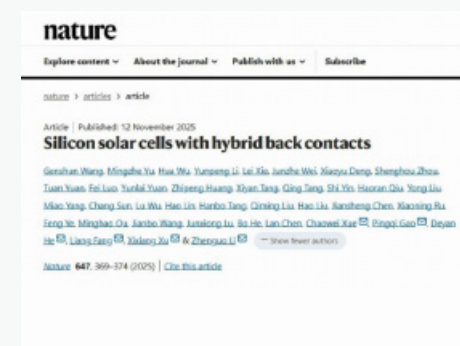 nature
Explore content About the journal Publish with us Subscribe
nature > articles > article
Article | Published: 12 November 2025
Silicon solar cells with hybrid back contacts
Genshun Wang, Mingzhe Yu, Hua Wu, Yunpeng Li, Lei Xie, Junzhe Wei, Xiaoyu Deng, Shenghou Zhou,
Tuan Yuan, Fei Luo, Yunlai Yuan, Zhipeng Huang, Xiyan Tang, Qing Tang, Shi Yin, Haoran Qiu, Yong Liu,
Miao Yang, Chang Sun, Lu Wu, Hao Lin, Hanbo Tang, Qiming Liu, Hao Liu, Jiansheng Chen, Xiaoning Ru,
Feng Ye, Minghao Qu, Jianbo Wang, Junxiong Lu, Bo He, Lan Chen, Chaowei Xue, Pingqi Gao, Deyan
He, Liang Fang, Xixiang Xu & Zhenguo Li — Show fewer authors
Nature 647, 369–374 (2025) | Cite this article